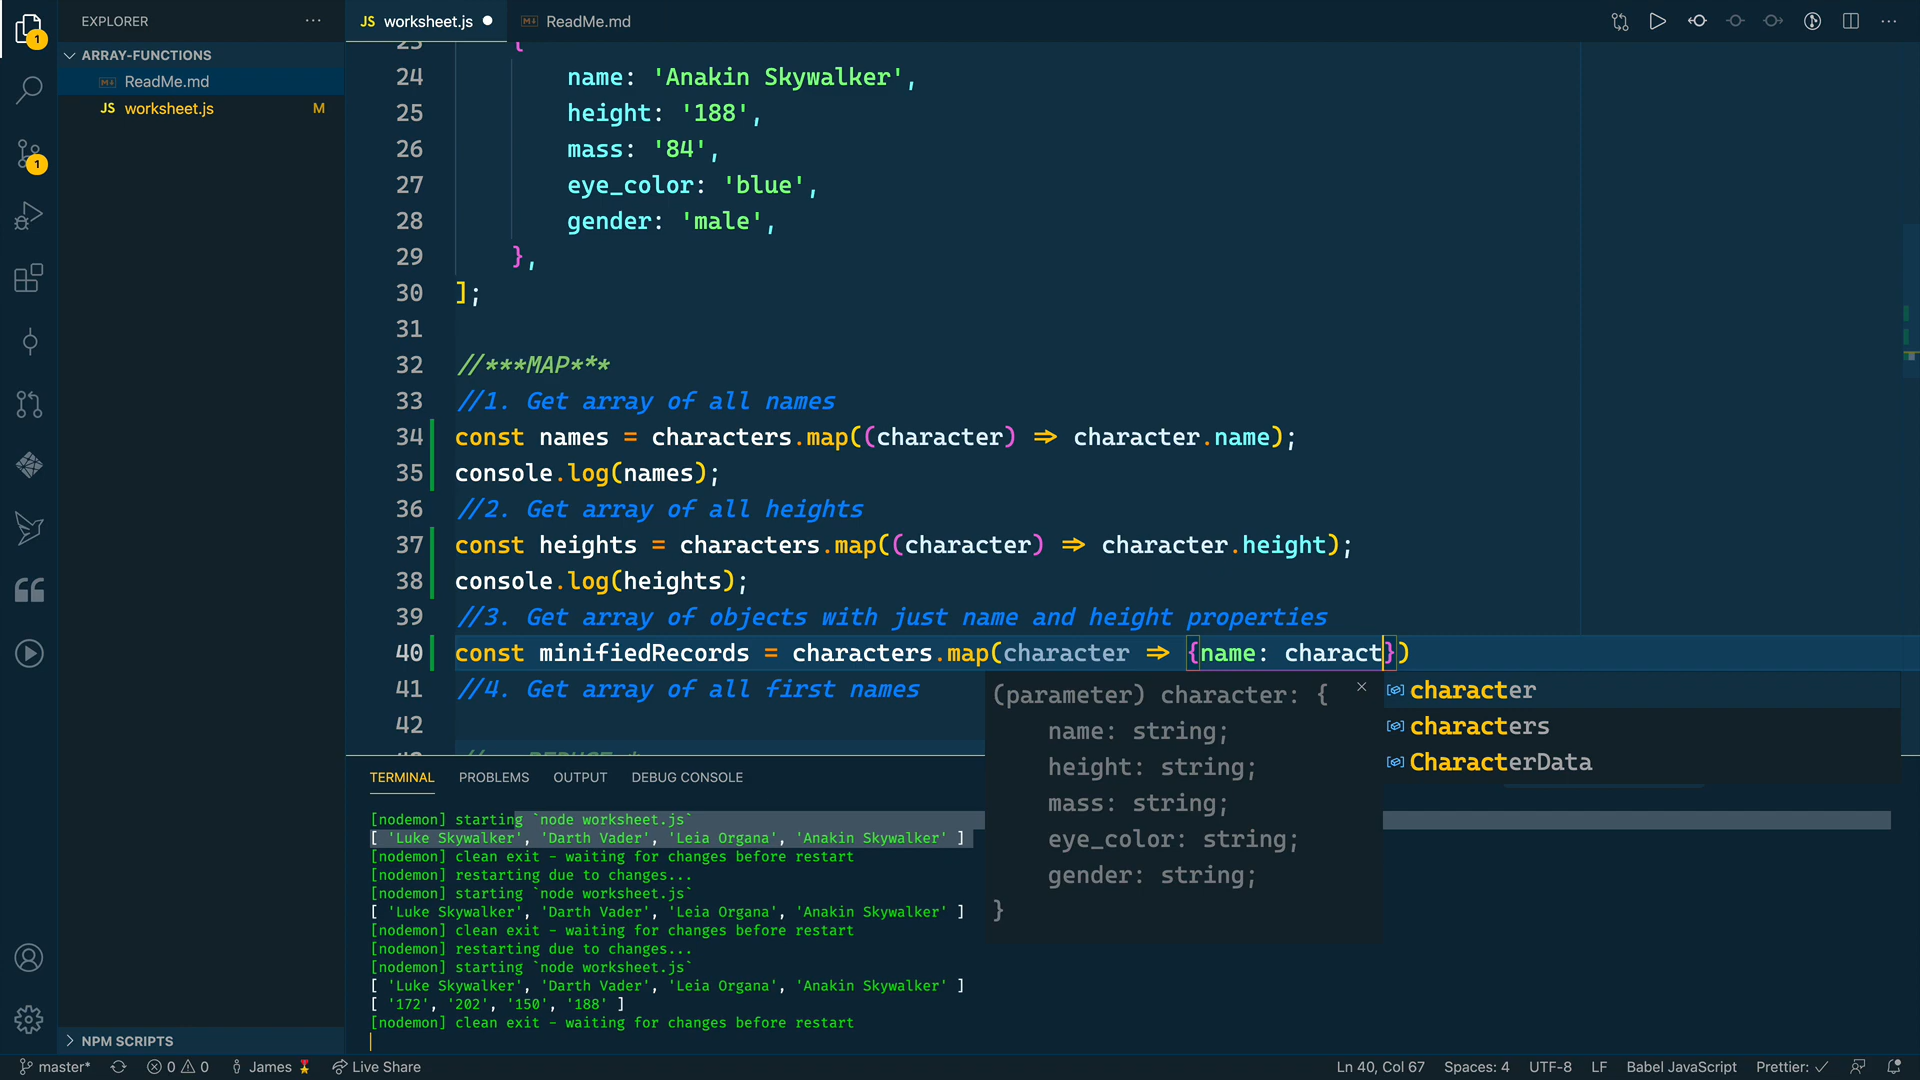 EXPLORER
ARRAY-FUNCTIONS
ReadMe.md
JS worksheet.js M
1
1
NPM SCRIPTS
JS worksheet.js
ReadMe.md
23 {
24 name: 'Anakin Skywalker',
25 height: '188',
26 mass: '84',
27 eye_color: 'blue',
28 gender: 'male',
29 },
30 ];
31
32 //***MAP***
33 //1. Get array of all names
34 const names = characters.map((character) => character.name);
35 console.log(names);
36 //2. Get array of all heights
37 const heights = characters.map((character) => character.height);
38 console.log(heights);
39 //3. Get array of objects with just name and height properties
40 const minifiedRecords = characters.map(character => {name: charact})
41 //4. Get array of all first names
42
(parameter) character: {
name: string;
height: string;
mass: string;
eye_color: string;
gender: string;
}
character
characters
CharacterData
TERMINAL PROBLEMS OUTPUT DEBUG CONSOLE
[nodemon] starting `node worksheet.js`
[ 'Luke Skywalker', 'Darth Vader', 'Leia Organa', 'Anakin Skywalker' ]
[nodemon] clean exit - waiting for changes before restart
[nodemon] restarting due to changes...
[nodemon] starting `node worksheet.js`
[ 'Luke Skywalker', 'Darth Vader', 'Leia Organa', 'Anakin Skywalker' ]
[nodemon] clean exit - waiting for changes before restart
[nodemon] restarting due to changes...
[nodemon] starting `node worksheet.js`
[ 'Luke Skywalker', 'Darth Vader', 'Leia Organa', 'Anakin Skywalker' ]
[ '172', '202', '150', '188' ]
[nodemon] clean exit - waiting for changes before restart
master* 0 0 James Live Share Ln 40, Col 67 Spaces: 4 UTF-8 LF Babel JavaScript Prettier: ✓